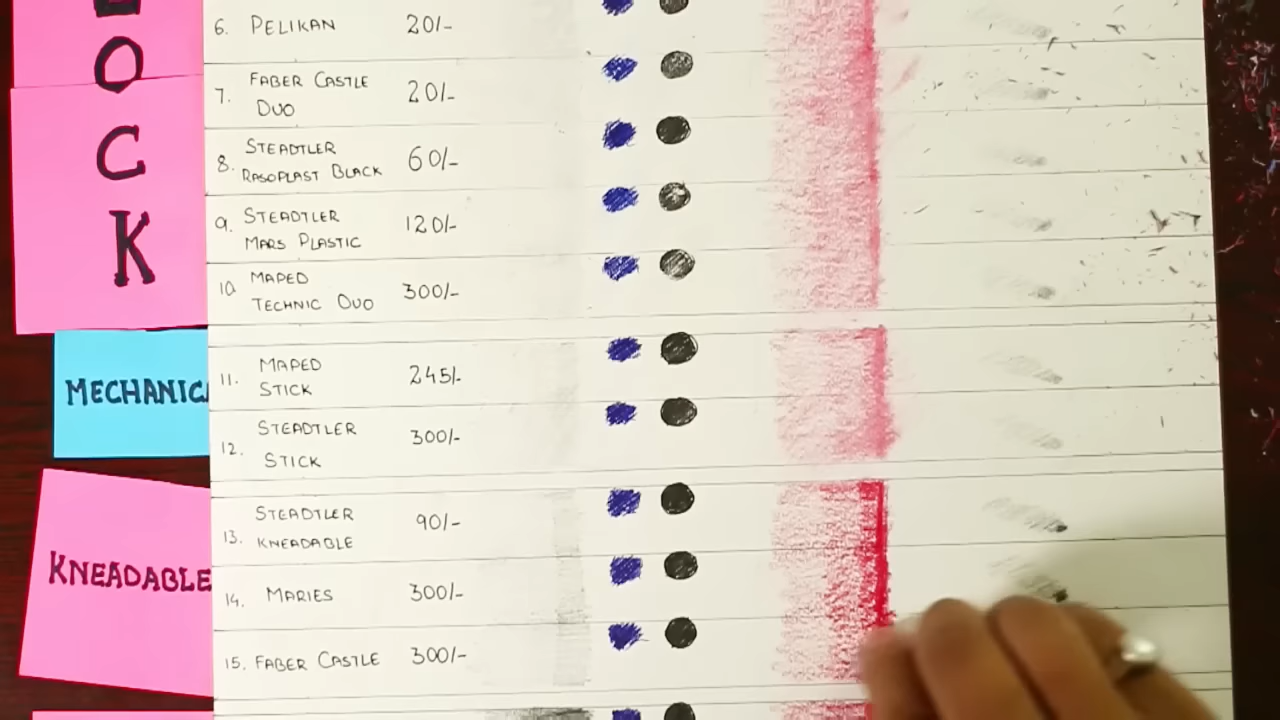 O
C
K
MECHANICA
KNEADABLE
6. PELIKAN 20/-
7. FABER CASTLE 20/-
DUO
8. STEADTLER 60/-
RASOPLAST BLACK
9. STEADTLER 120/-
MARS PLASTIC
10 MAPED 300/-
TECHNIC DUO
11. MAPED 245/-
STICK
12. STEADTLER 300/-
STICK
13. STEADTLER 90/-
KNEADABLE
14. MARIES 300/-
15. FABER CASTLE 300/-